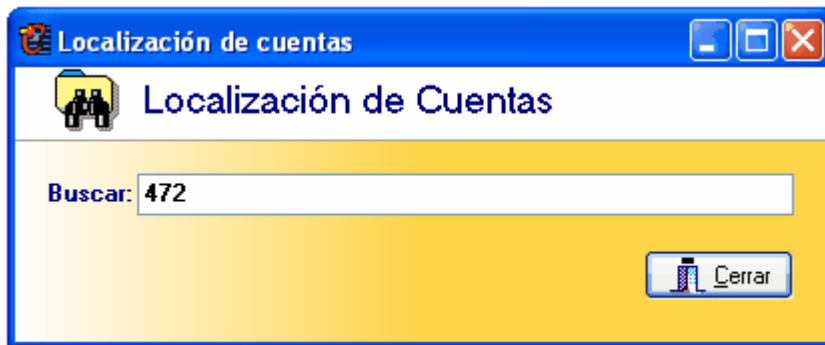 Localización de cuentas
Localización de Cuentas
Buscar: 472
Cerrar